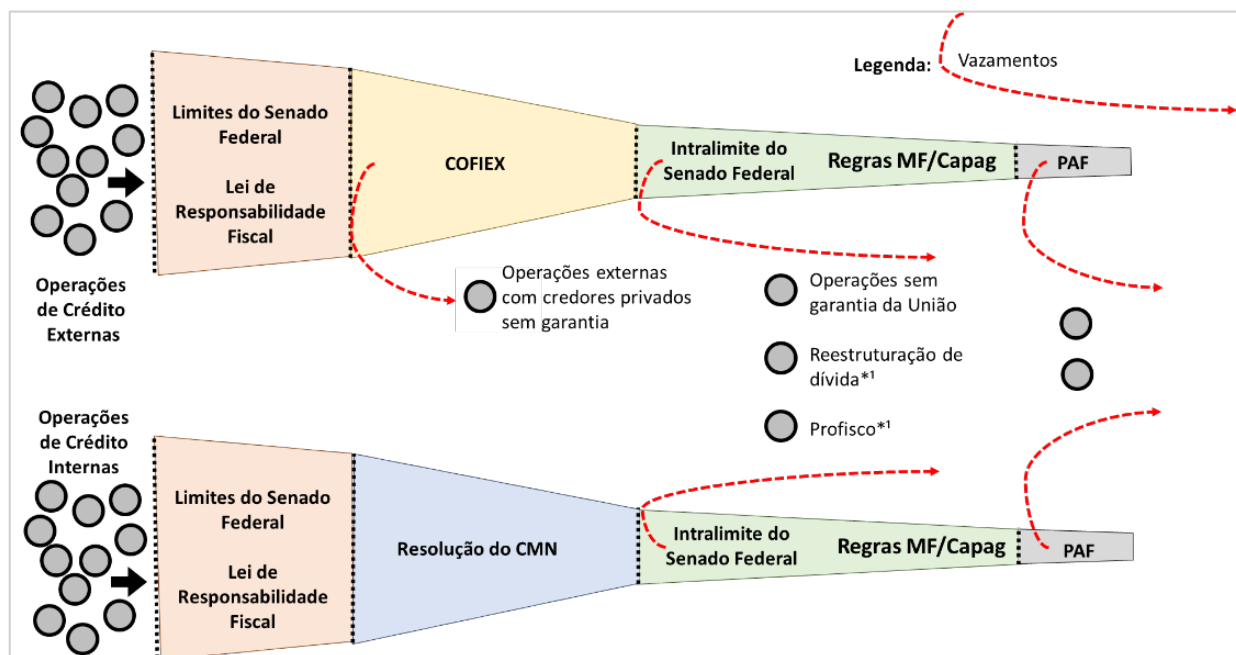 Legenda:
Vazamentos
Limites do Senado
Federal
Lei de
Responsabilidade
Fiscal
COFIEX
Intralimite do
Senado Federal
Regras MF/Capag
PAF
Operações
de Crédito
Externas
Operações externas
com credores privados
sem garantia
Operações sem
garantia da União
Reestruturação de
dívida*¹
Profisco*¹
Operações
de Crédito
Internas
Limites do Senado
Federal
Lei de
Responsabilidade
Fiscal
Resolução do CMN
Intralimite do
Senado Federal
Regras MF/Capag
PAF